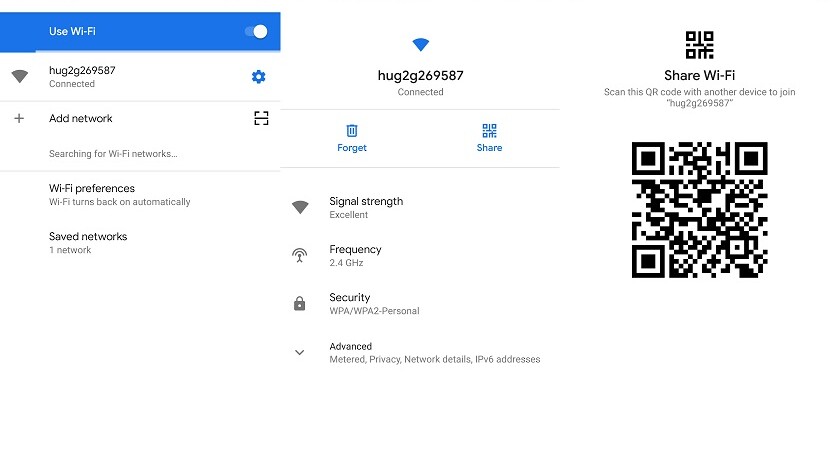 Use Wi-Fi
hug2g269587
Connected
Add network
Searching for Wi-Fi networks…
Wi-Fi preferences
Wi-Fi turns back on automatically
Saved networks
1 network
hug2g269587
Connected
Forget
Share
Signal strength
Excellent
Frequency
2.4 GHz
Security
WPA/WPA2-Personal
Advanced
Metered, Privacy, Network details, IPv6 addresses
Share Wi-Fi
Scan this QR code with another device to join
“hug2g269587”